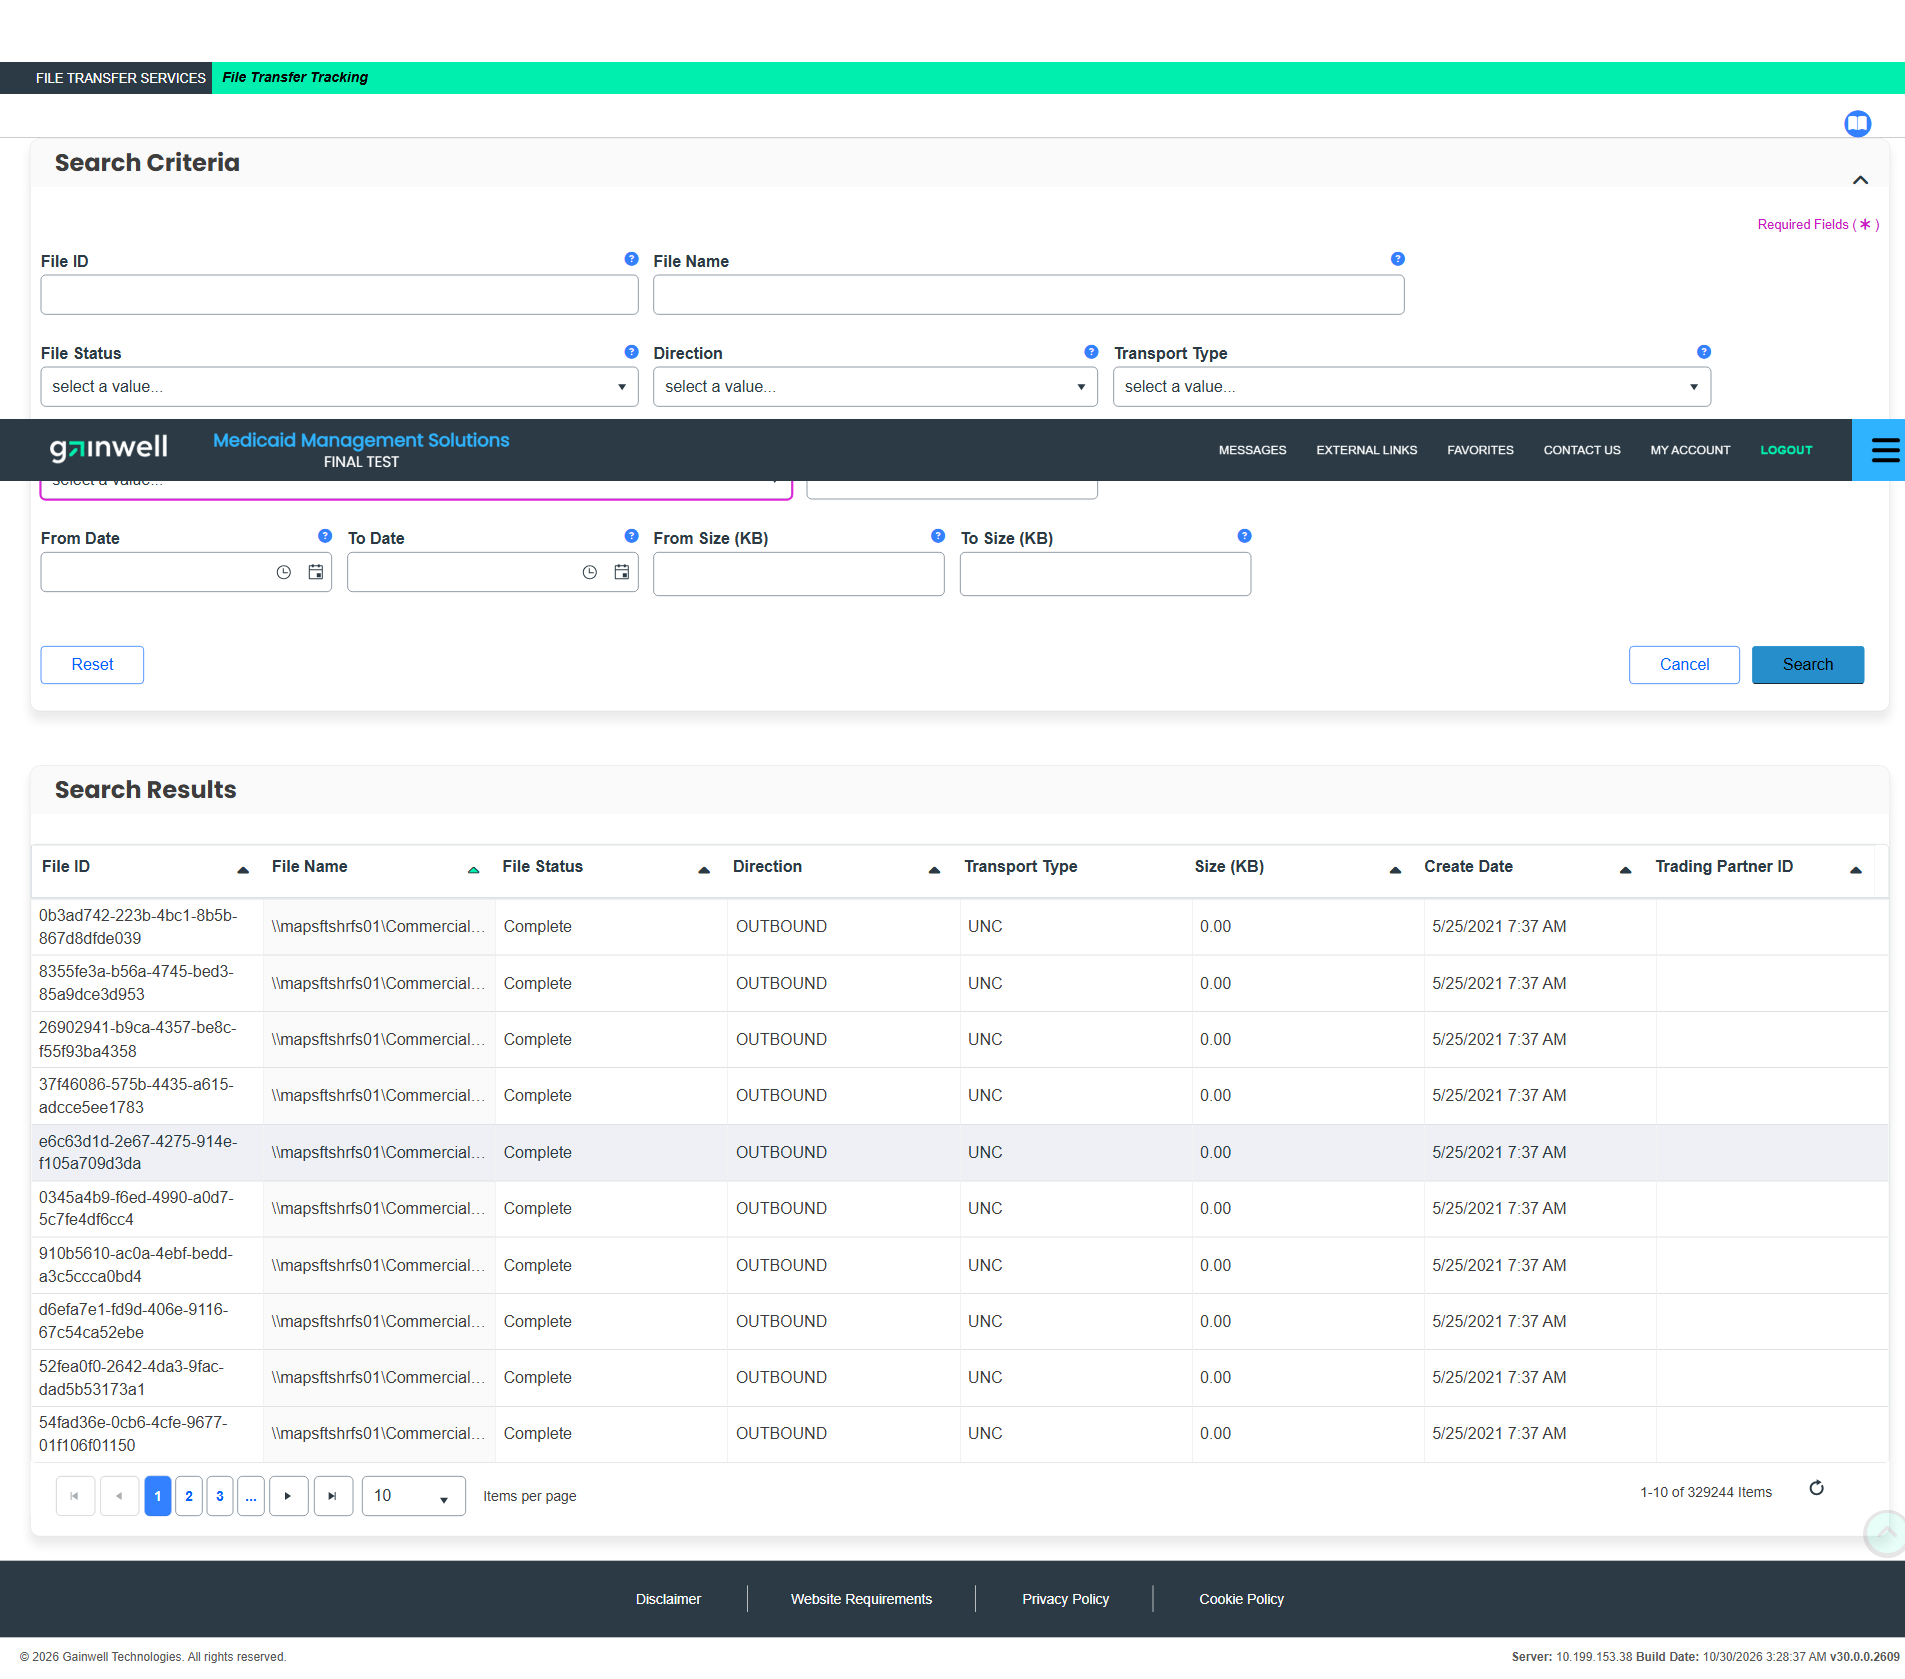 FILE TRANSFER SERVICES File Transfer Tracking
Search Criteria
Required Fields ( * )
File ID ? File Name ?
File Status ? Direction ? Transport Type ?
select a value... select a value... select a value...
gainwell Medicaid Management Solutions
FINAL TEST
MESSAGES EXTERNAL LINKS FAVORITES CONTACT US MY ACCOUNT LOGOUT
select a value...
From Date ? To Date ? From Size (KB) ? To Size (KB) ?
Reset Cancel Search
Search Results
File ID File Name File Status Direction Transport Type Size (KB) Create Date Trading Partner ID
0b3ad742-223b-4bc1-8b5b-
867d8dfde039 \\mapsftshrfs01\Commercial... Complete OUTBOUND UNC 0.00 5/25/2021 7:37 AM
8355fe3a-b56a-4745-bed3-
85a9dce3d953 \\mapsftshrfs01\Commercial... Complete OUTBOUND UNC 0.00 5/25/2021 7:37 AM
26902941-b9ca-4357-be8c-
f55f93ba4358 \\mapsftshrfs01\Commercial... Complete OUTBOUND UNC 0.00 5/25/2021 7:37 AM
37f46086-575b-4435-a615-
adcce5ee1783 \\mapsftshrfs01\Commercial... Complete OUTBOUND UNC 0.00 5/25/2021 7:37 AM
e6c63d1d-2e67-4275-914e-
f105a709d3da \\mapsftshrfs01\Commercial... Complete OUTBOUND UNC 0.00 5/25/2021 7:37 AM
0345a4b9-f6ed-4990-a0d7-
5c7fe4df6cc4 \\mapsftshrfs01\Commercial... Complete OUTBOUND UNC 0.00 5/25/2021 7:37 AM
910b5610-ac0a-4ebf-bedd-
a3c5ccca0bd4 \\mapsftshrfs01\Commercial... Complete OUTBOUND UNC 0.00 5/25/2021 7:37 AM
d6efa7e1-fd9d-406e-9116-
67c54ca52ebe \\mapsftshrfs01\Commercial... Complete OUTBOUND UNC 0.00 5/25/2021 7:37 AM
52fea0f0-2642-4da3-9fac-
dad5b53173a1 \\mapsftshrfs01\Commercial... Complete OUTBOUND UNC 0.00 5/25/2021 7:37 AM
54fad36e-0cb6-4cfe-9677-
01f106f01150 \\mapsftshrfs01\Commercial... Complete OUTBOUND UNC 0.00 5/25/2021 7:37 AM
1 2 3 ... 10 Items per page 1-10 of 329244 Items
Disclaimer Website Requirements Privacy Policy Cookie Policy
© 2026 Gainwell Technologies. All rights reserved. Server: 10.199.153.38 Build Date: 10/30/2026 3:28:37 AM v30.0.0.2609